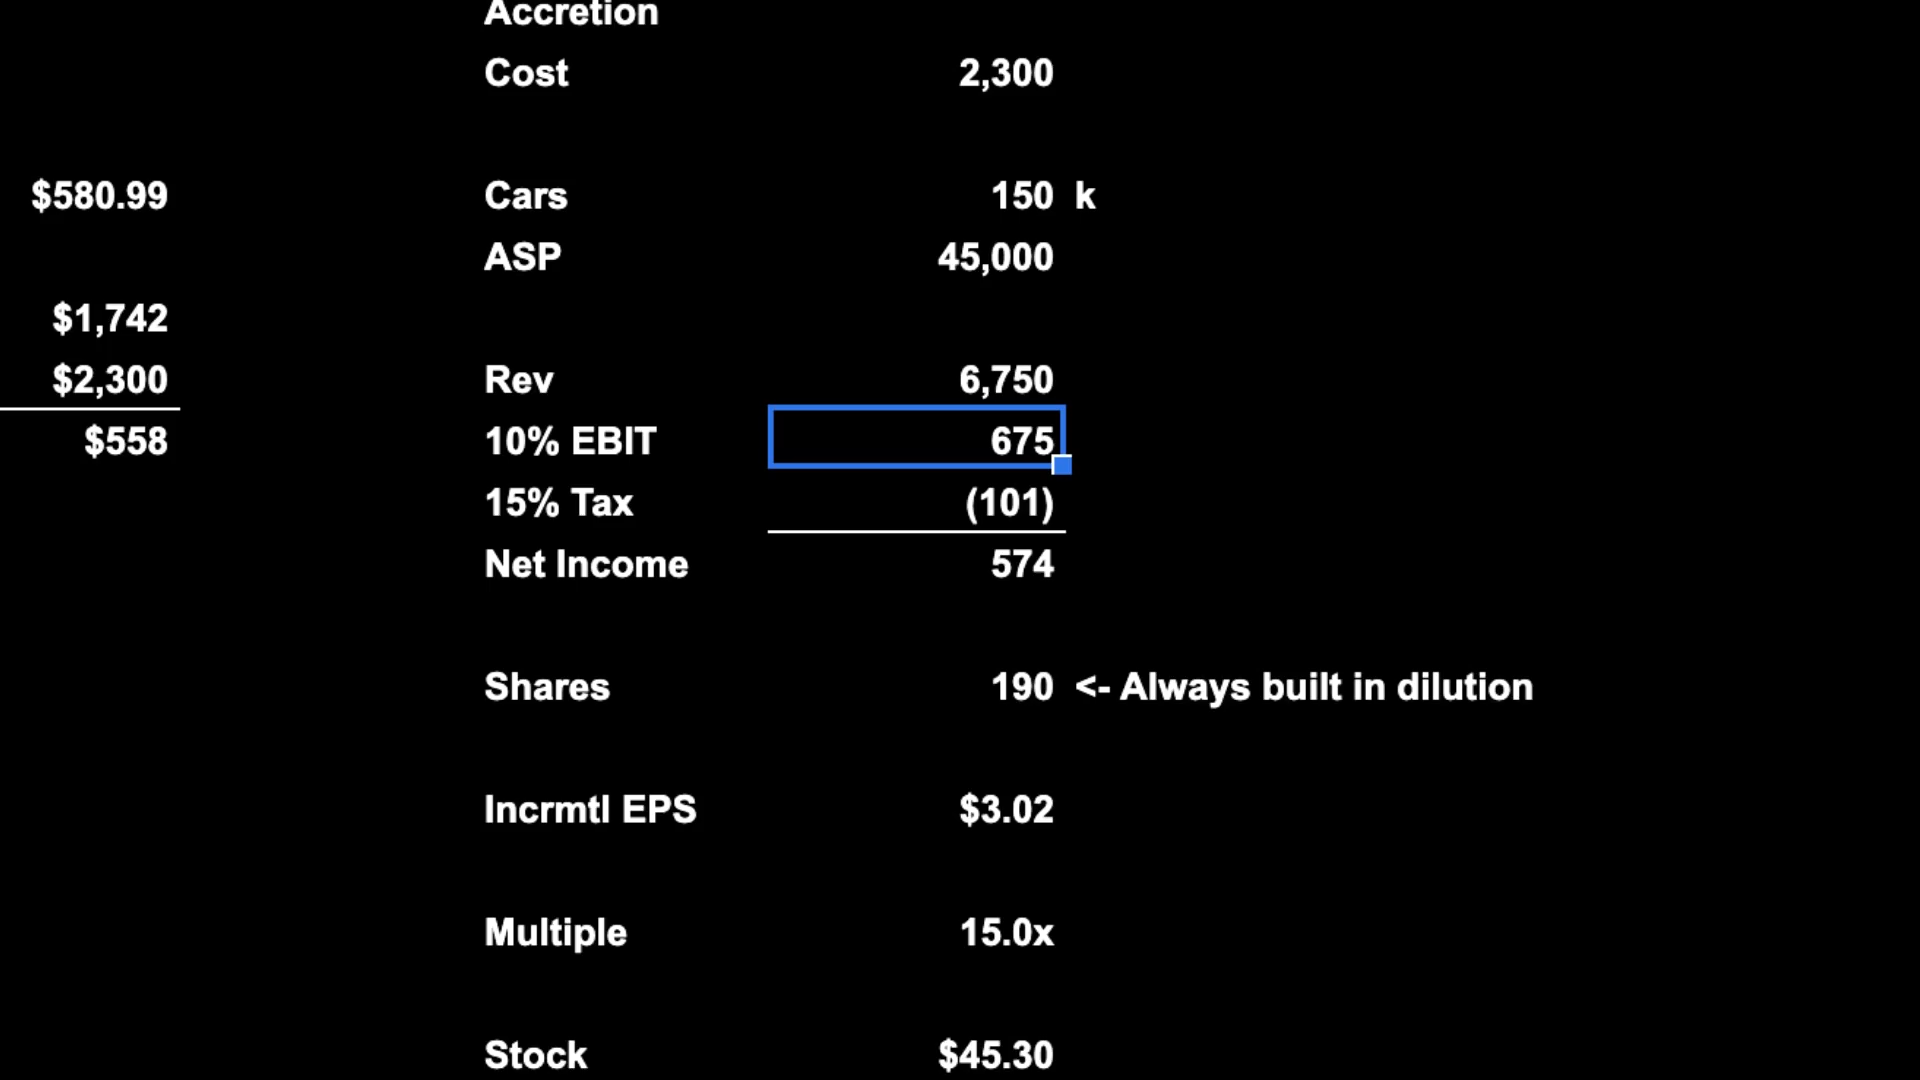 Accretion
Cost 2,300
$580.99 Cars 150 k
ASP 45,000
$1,742
$2,300 Rev 6,750
$558 10% EBIT 675
15% Tax (101)
Net Income 574
Shares 190 <- Always built in dilution
Incrmtl EPS $3.02
Multiple 15.0x
Stock $45.30